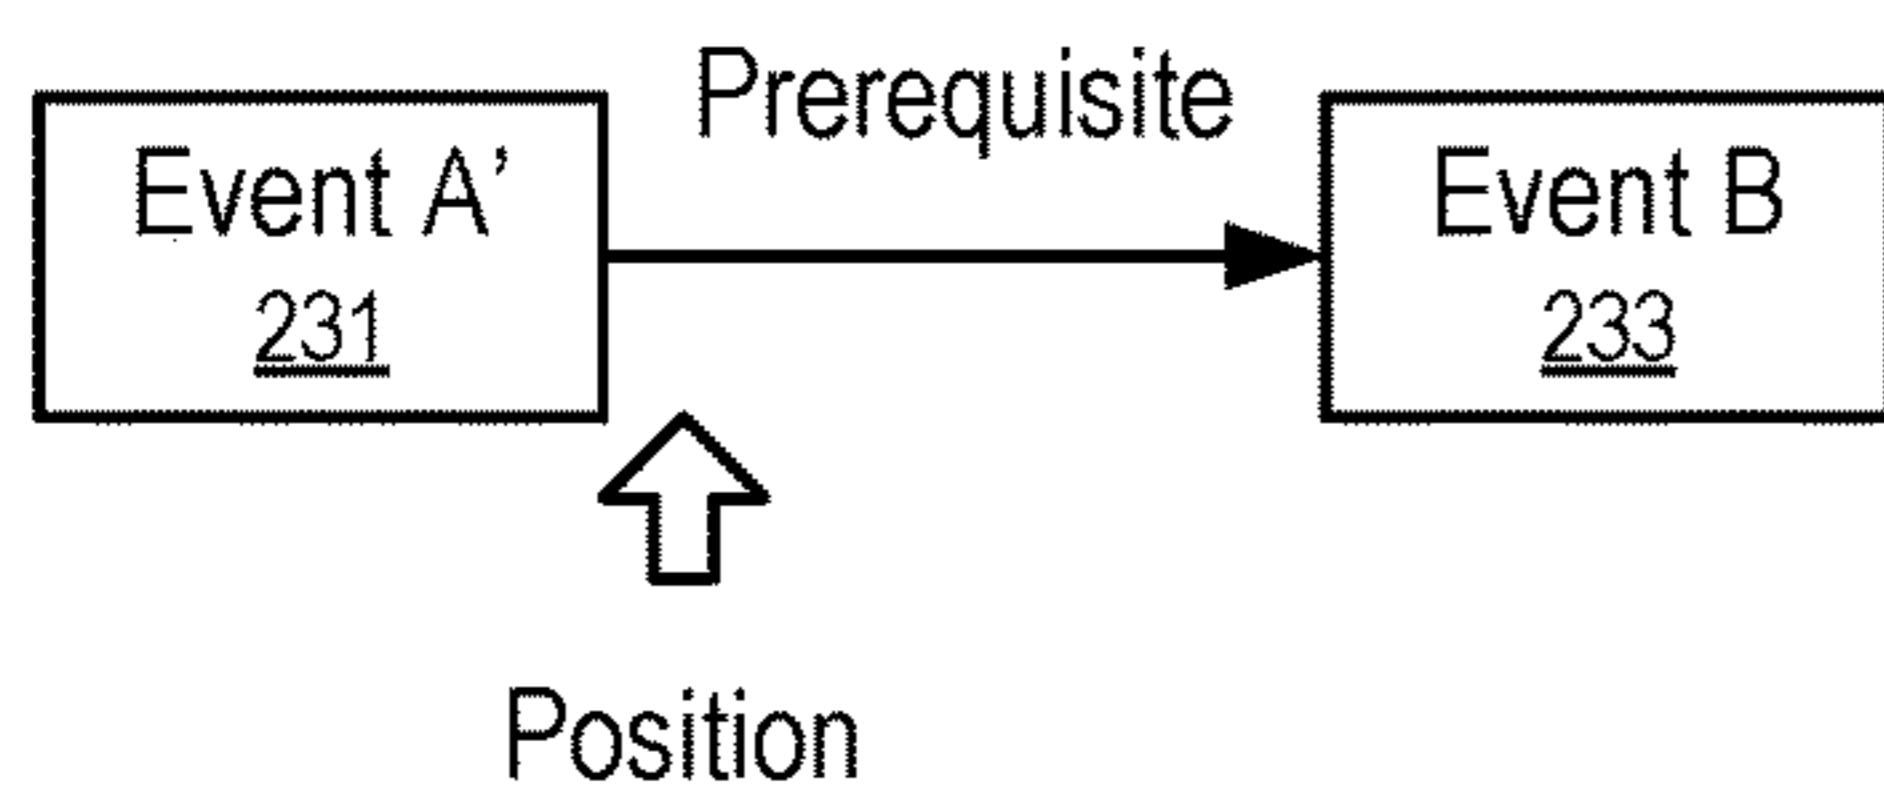 Prerequisite
Event A’
231
Event B
233
Position